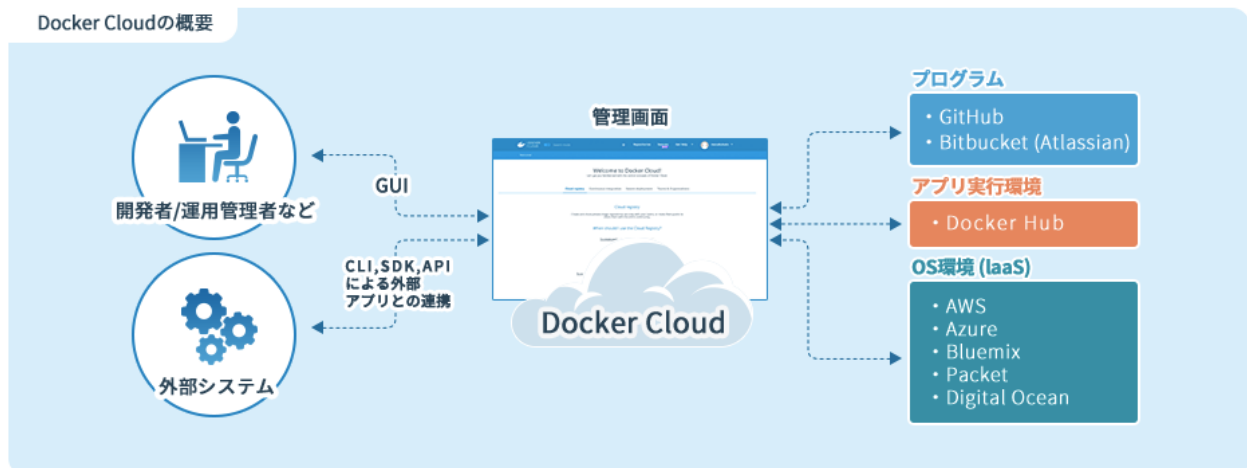 Docker Cloudの概要
開発者/運用管理者など
外部システム
GUI
CLI,SDK,API
による外部
アプリとの連携
管理画面
Welcome to Docker Cloud!
Cloud registry
Docker Cloud
プログラム
・GitHub
・Bitbucket (Atlassian)
アプリ実行環境
・Docker Hub
OS環境 (IaaS)
・AWS
・Azure
・Bluemix
・Packet
・Digital Ocean